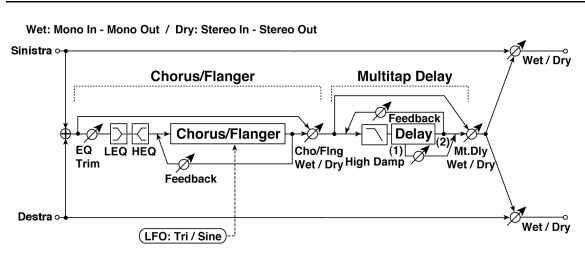 Wet: Mono In - Mono Out / Dry: Stereo In - Stereo Out
Sinistra
Wet / Dry
Chorus/Flanger
Multitap Delay
Feedback
Chorus/Flanger
Delay
EQ
Trim
LEQ
HEQ
Cho/Flng
Wet / Dry
High Damp
(1)
(2)
Mt.Dly
Wet / Dry
Feedback
Destra
Wet / Dry
LFO: Tri / Sine